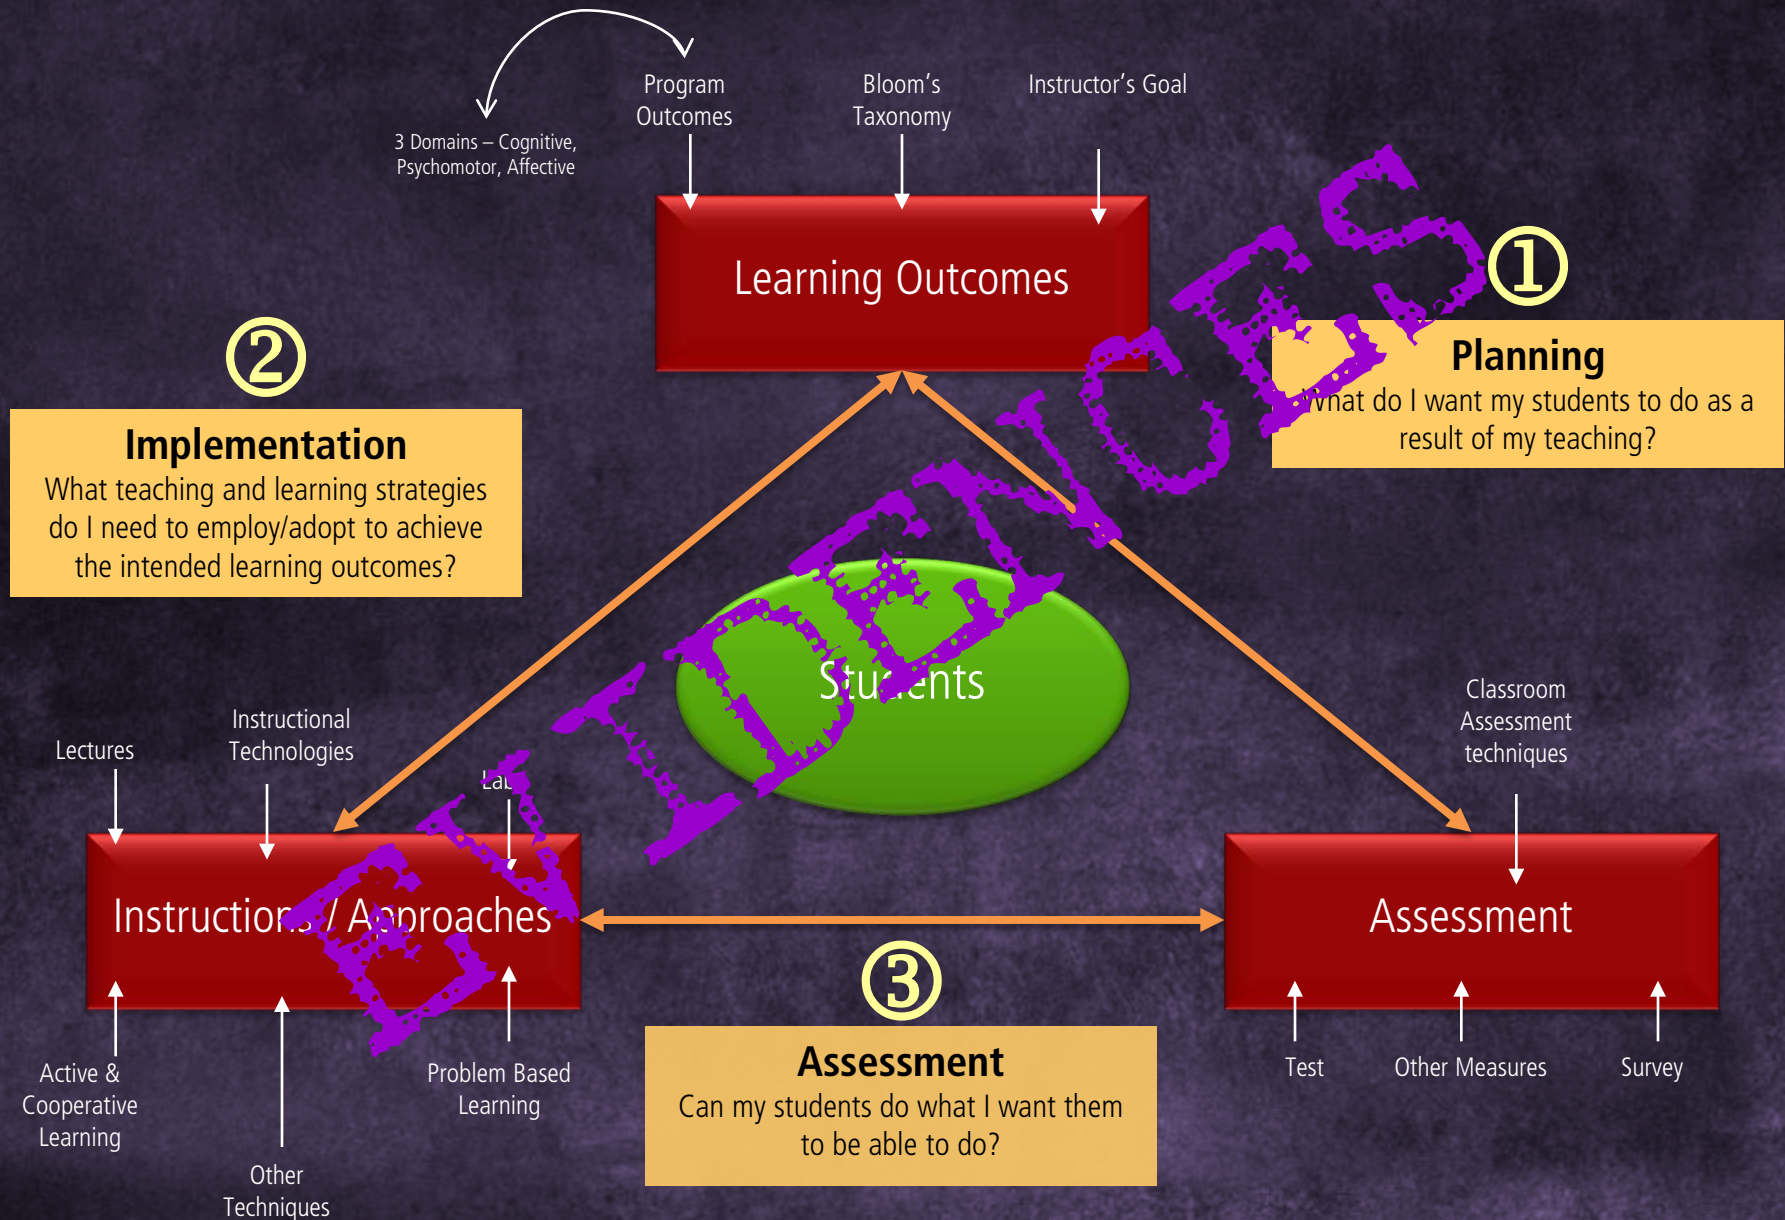 Program
Outcomes
Bloom's
Taxonomy
Instructor's Goal
3 Domains – Cognitive,
Psychomotor, Affective
Learning Outcomes
①
Planning
What do I want my students to do as a
result of my teaching?
②
Implementation
What teaching and learning strategies
do I need to employ/adopt to achieve
the intended learning outcomes?
EVIDENCES
Students
Lectures
Instructional
Technologies
Lab
Instructions / Approaches
Active &
Cooperative
Learning
Other
Techniques
Problem Based
Learning
Classroom
Assessment
techniques
Assessment
Test
Other Measures
Survey
③
Assessment
Can my students do what I want them
to be able to do?